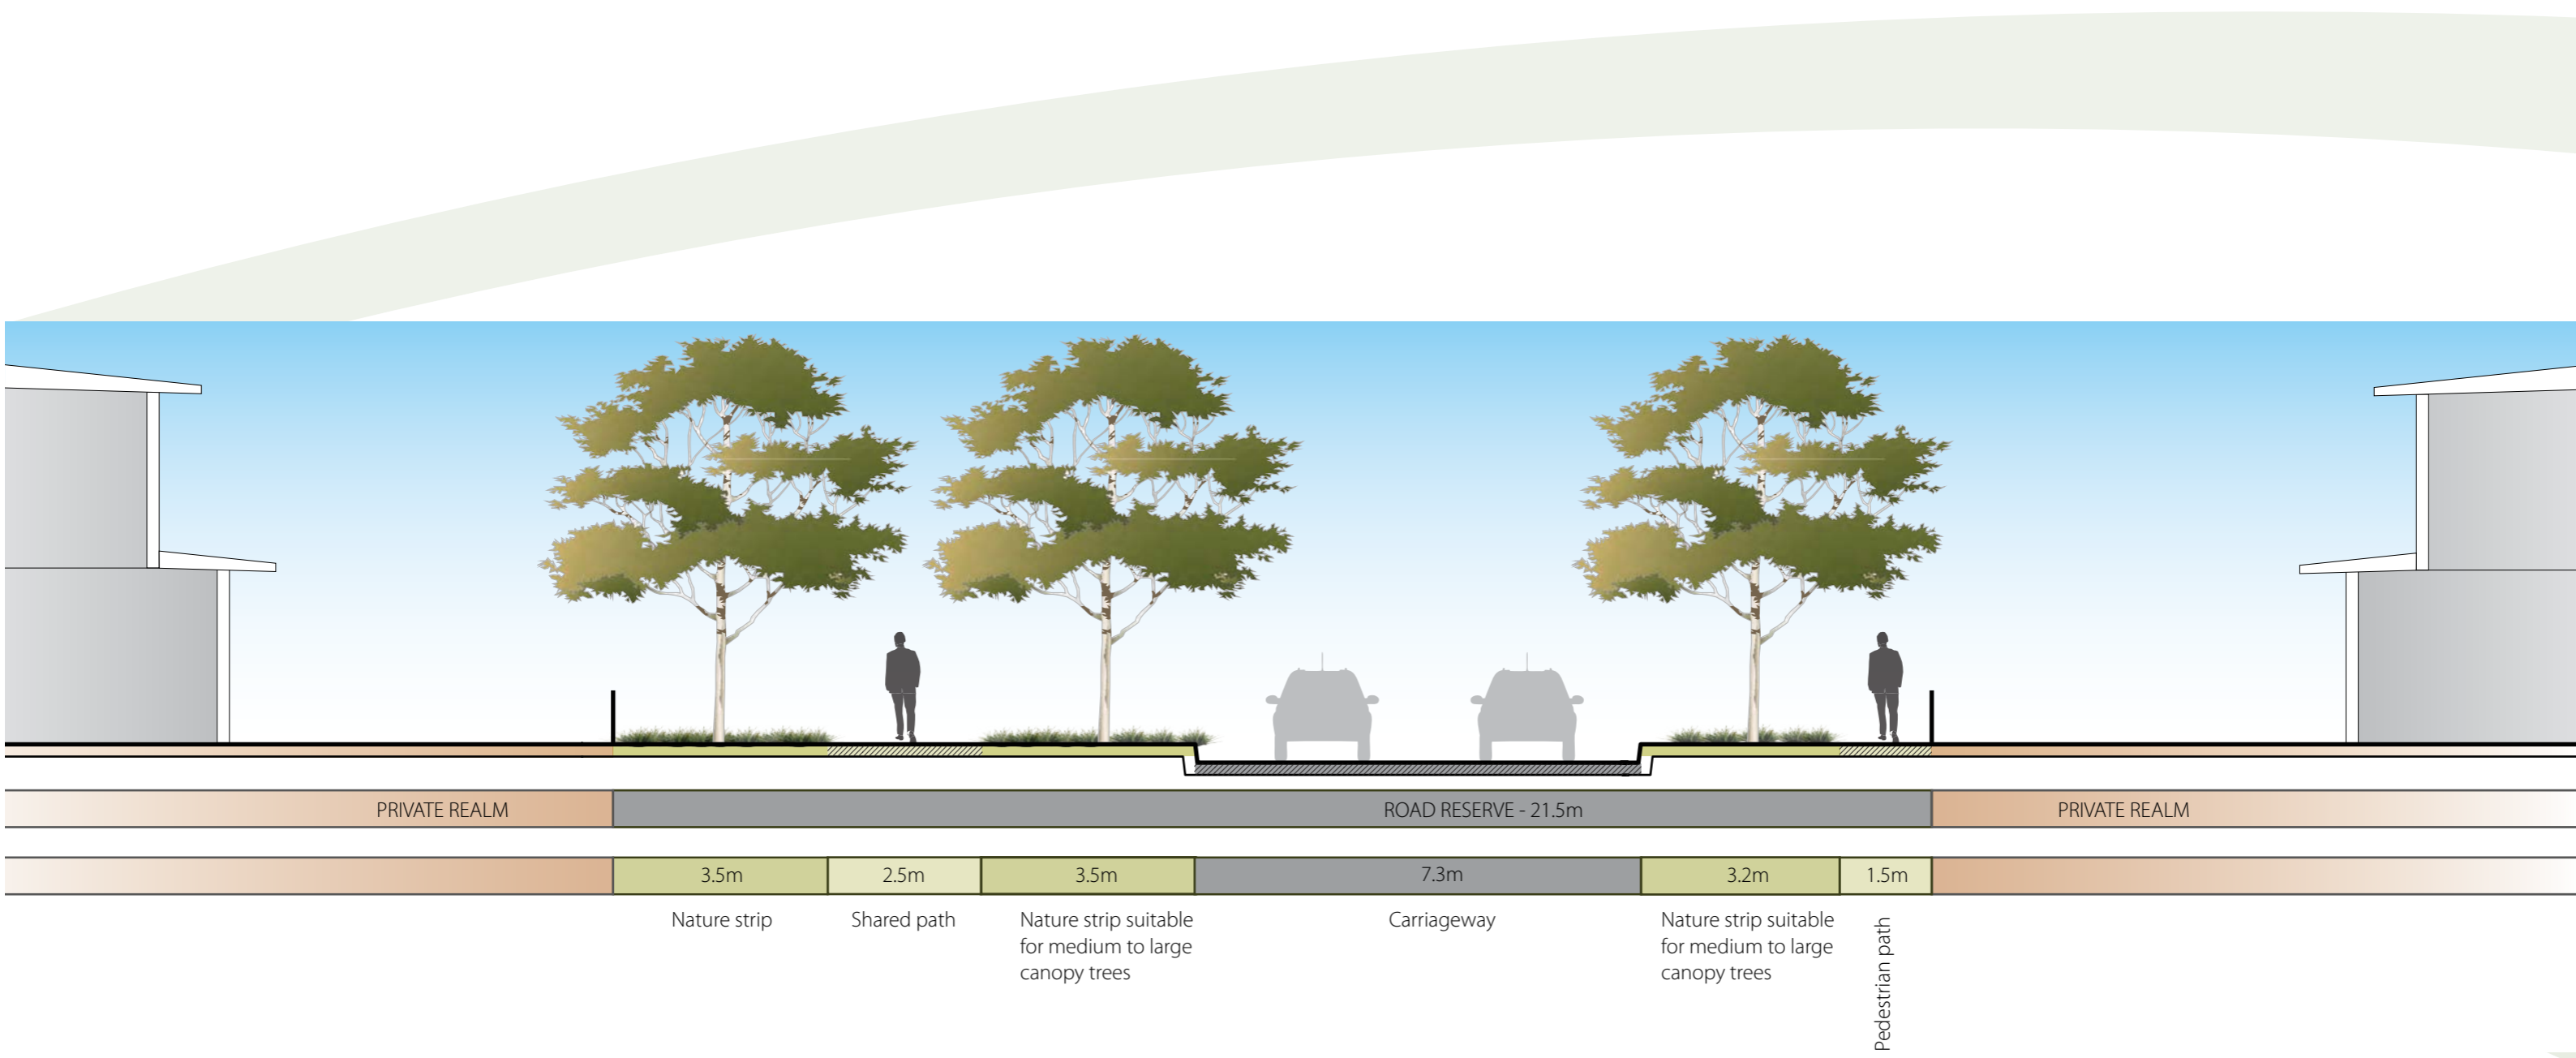 PRIVATE REALM
ROAD RESERVE - 21.5m
PRIVATE REALM
3.5m
2.5m
3.5m
7.3m
3.2m
1.5m
Nature strip
Shared path
Nature strip suitable
for medium to large
canopy trees
Carriageway
Nature strip suitable
for medium to large
canopy trees
Pedestrian path